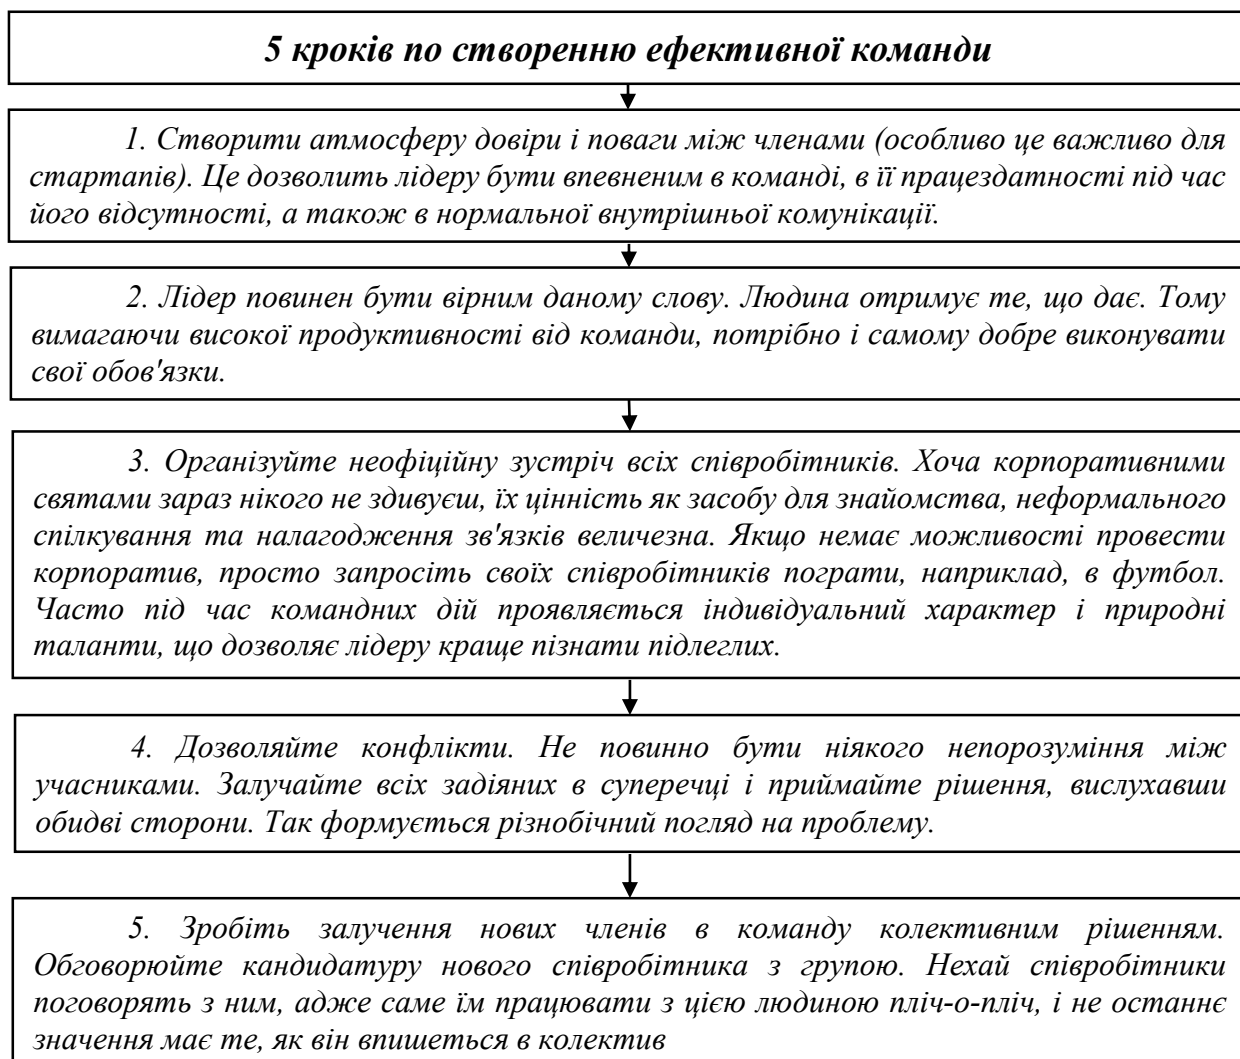 5 кроків по створенню ефективної команди
1. Створити атмосферу довіри і поваги між членами (особливо це важливо для
стартапів). Це дозволить лідеру бути впевненим в команді, в її працездатності під час
його відсутності, а також в нормальної внутрішньої комунікації.
2. Лідер повинен бути вірним даному слову. Людина отримує те, що дає. Тому
вимагаючи високої продуктивності від команди, потрібно і самому добре виконувати
свої обов'язки.
3. Організуйте неофіційну зустріч всіх співробітників. Хоча корпоративними
святами зараз нікого не здивуєш, їх цінність як засобу для знайомства, неформального
спілкування та налагодження зв'язків величезна. Якщо немає можливості провести
корпоратив, просто запросіть своїх співробітників пограти, наприклад, в футбол.
Часто під час командних дій проявляється індивідуальний характер і природні
таланти, що дозволяє лідеру краще пізнати підлеглих.
4. Дозволяйте конфлікти. Не повинно бути ніякого непорозуміння між
учасниками. Залучайте всіх задіяних в суперечці і приймайте рішення, вислухавши
обидві сторони. Так формується різнобічний погляд на проблему.
5. Зробіть залучення нових членів в команду колективним рішенням.
Обговорюйте кандидатуру нового співробітника з групою. Нехай співробітники
поговорять з ним, адже саме їм працювати з цією людиною пліч-о-пліч, і не останнє
значення має те, як він впишеться в колектив